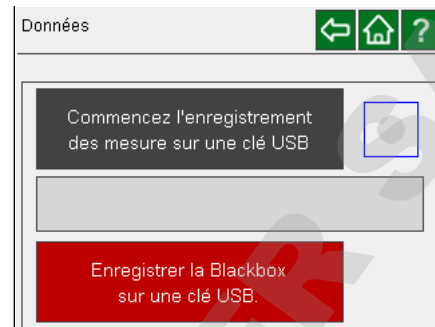 Données
?
Commencez l'enregistrement
des mesure sur une clé USB
Enregistrer la Blackbox
sur une clé USB.